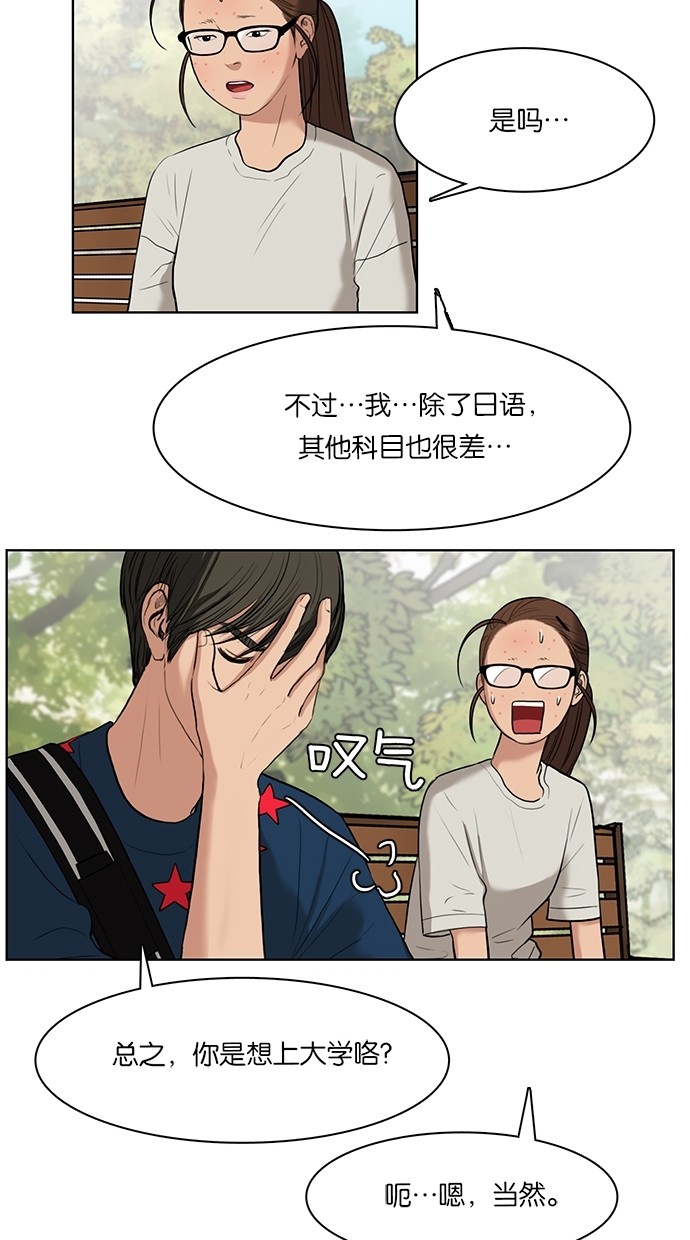 是吗…
不过…我…除了日语，
其他科目也很差…
叹气
总之，你是想上大学咯？
呃…嗯，当然。